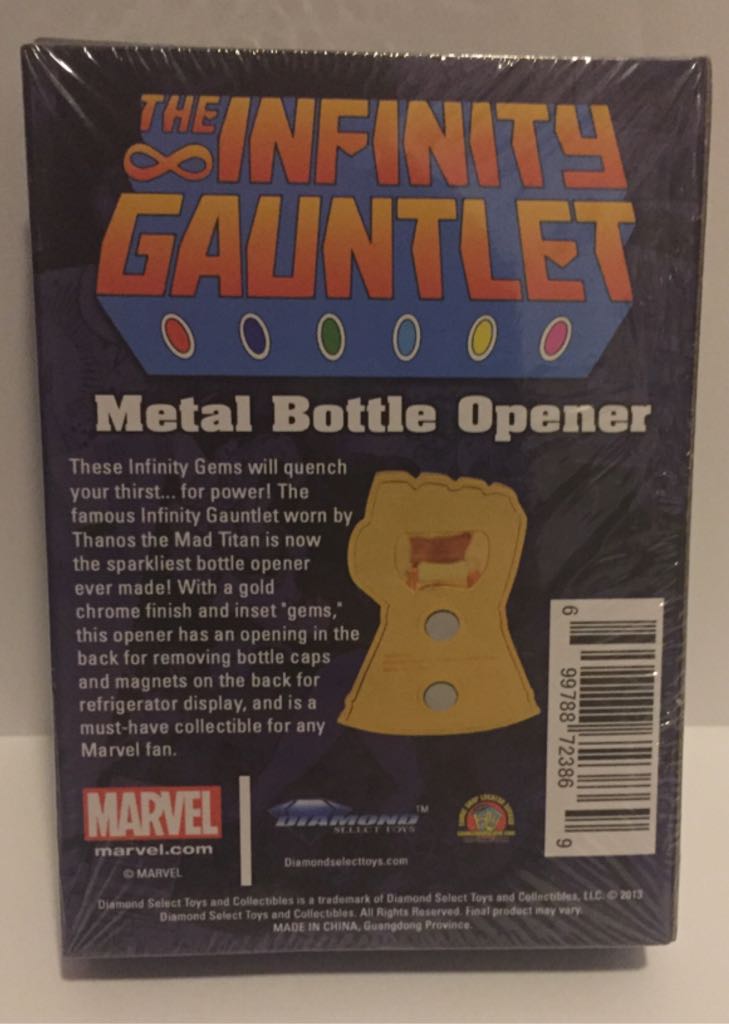 THE
INFINITY
GAUNTLET
Metal Bottle Opener
These Infinity Gems will quench
your thirst... for power! The
famous Infinity Gauntlet worn by
Thanos the Mad Titan is now
the sparkliest bottle opener
ever made! With a gold
chrome finish and inset "gems,"
this opener has an opening in the
back for removing bottle caps
and magnets on the back for
refrigerator display, and is a
must-have collectible for any
Marvel fan.
6 99788 72386 9
MARVEL
marvel.com
© MARVEL
DIAMOND™
SELECT TOYS
Diamondselecttoys.com
Diamond Select Toys and Collectibles is a trademark of Diamond Select Toys and Collectibles, LLC. © 2013
Diamond Select Toys and Collectibles. All Rights Reserved. Final product may vary.
MADE IN CHINA, Guangdong Province.